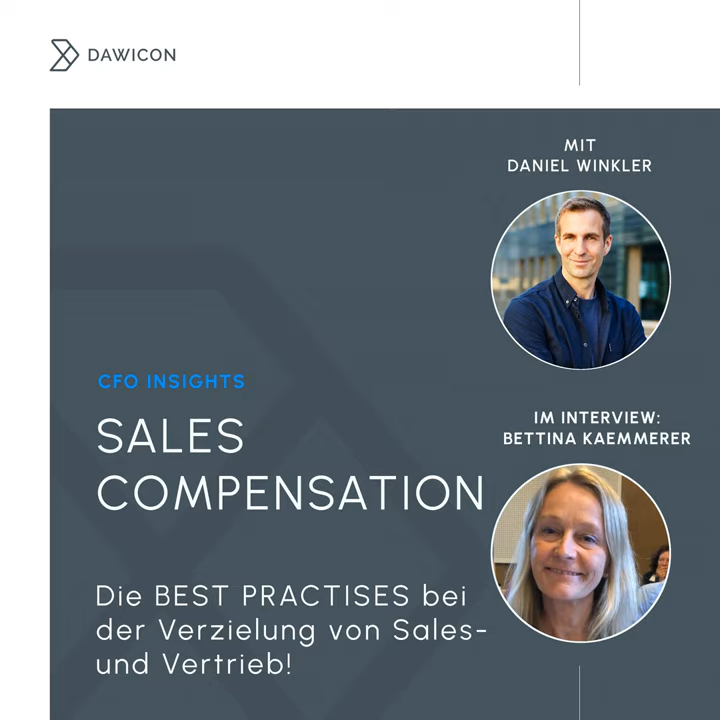 DAWICON
MIT
DANIEL WINKLER
CFO INSIGHTS
SALES
COMPENSATION
IM INTERVIEW:
BETTINA KAEMMERER
Die BEST PRACTISES bei
der Verzielung von Sales-
und Vertrieb!